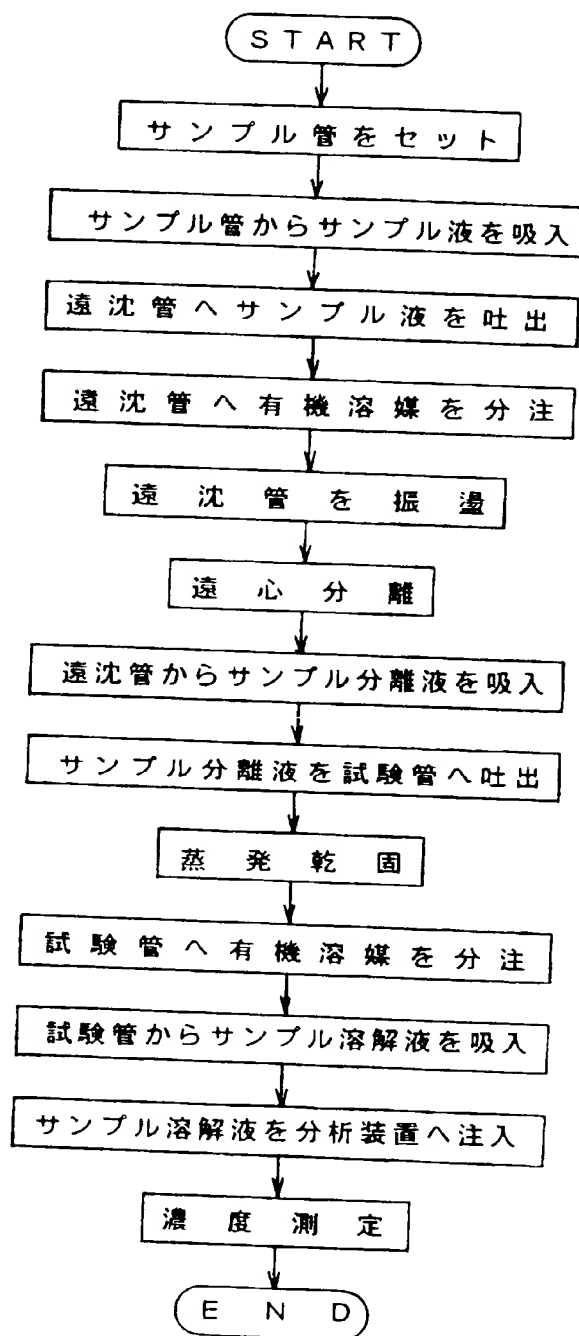 START
サンプル管をセット
サンプル管からサンプル液を吸入
遠沈管へサンプル液を吐出
遠沈管へ有機溶媒を分注
遠沈管を振盪
遠心分離
遠沈管からサンプル分離液を吸入
サンプル分離液を試験管へ吐出
蒸発乾固
試験管へ有機溶媒を分注
試験管からサンプル溶解液を吸入
サンプル溶解液を分析装置へ注入
濃度測定
END